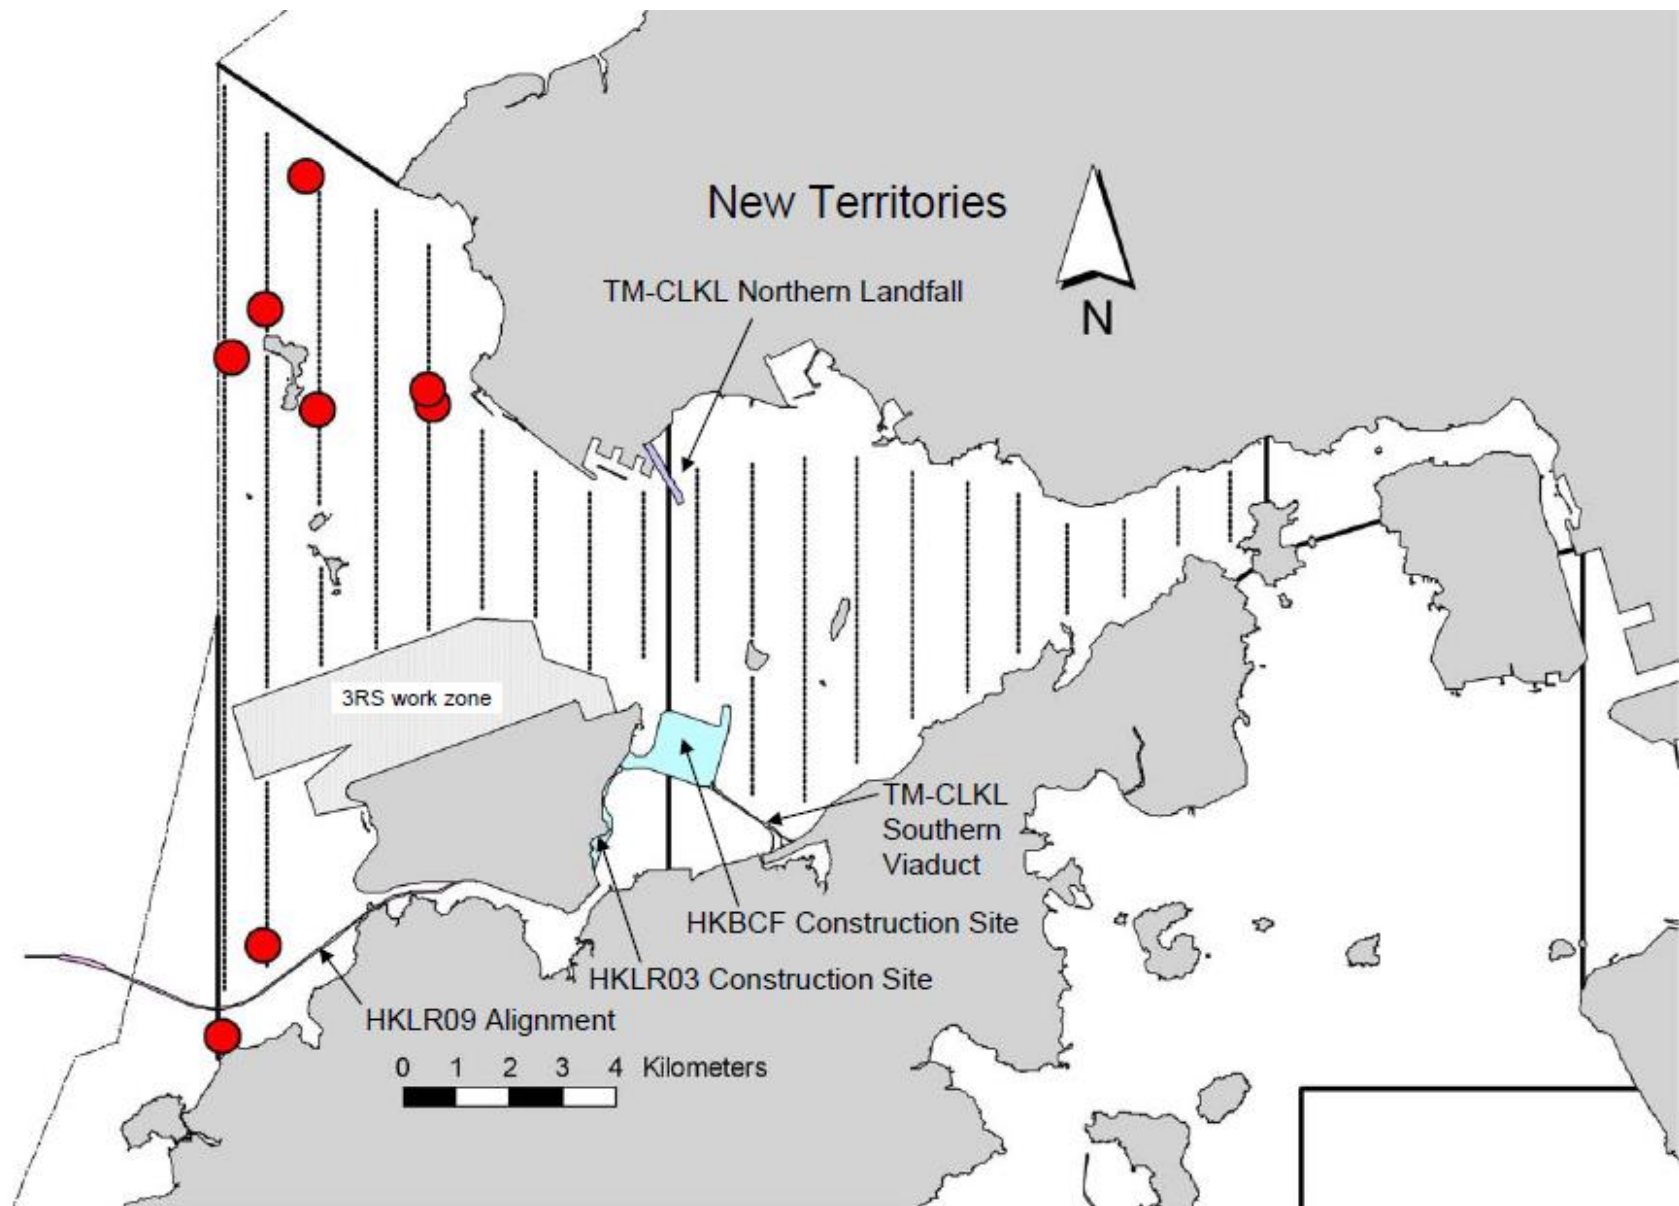 New Territories
TM-CLKL Northern Landfall
N
3RS work zone
TM-CLKL
Southern
Viaduct
HKBCF Construction Site
HKLR03 Construction Site
HKLR09 Alignment
0 1 2 3 4 Kilometers